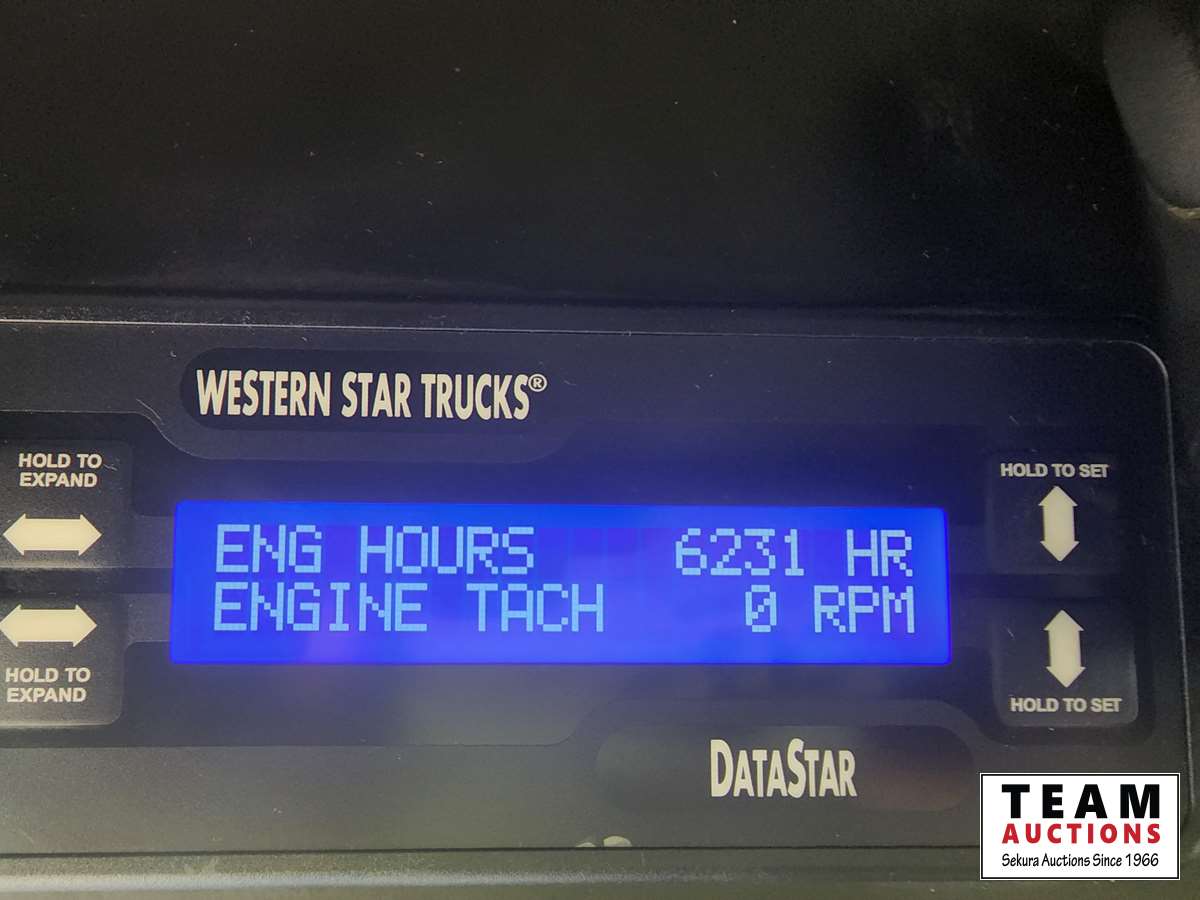 WESTERN STAR TRUCKS®
HOLD TO
EXPAND
HOLD TO SET
ENG HOURS 6231 HR
ENGINE TACH 0 RPM
HOLD TO
EXPAND
HOLD TO SET
DATASTAR
TEAM
AUCTIONS
Sekura Auctions Since 1966